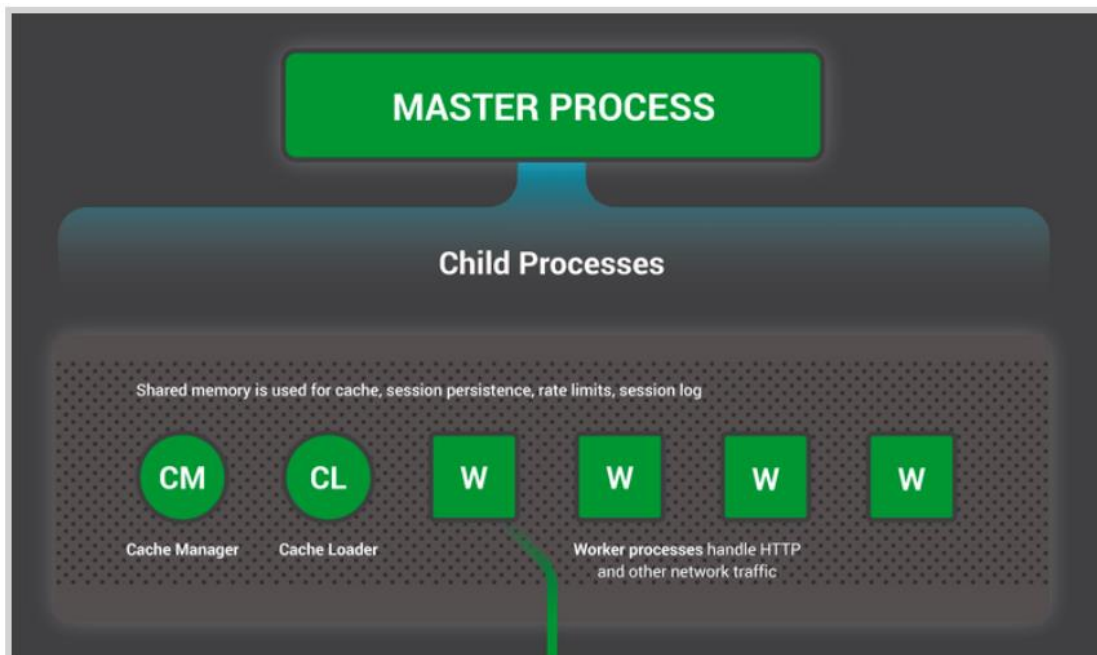 MASTER PROCESS
Child Processes
Shared memory is used for cache, session persistence, rate limits, session log
CM
CL
W
W
W
W
Cache Manager
Cache Loader
Worker processes handle HTTP
and other network traffic